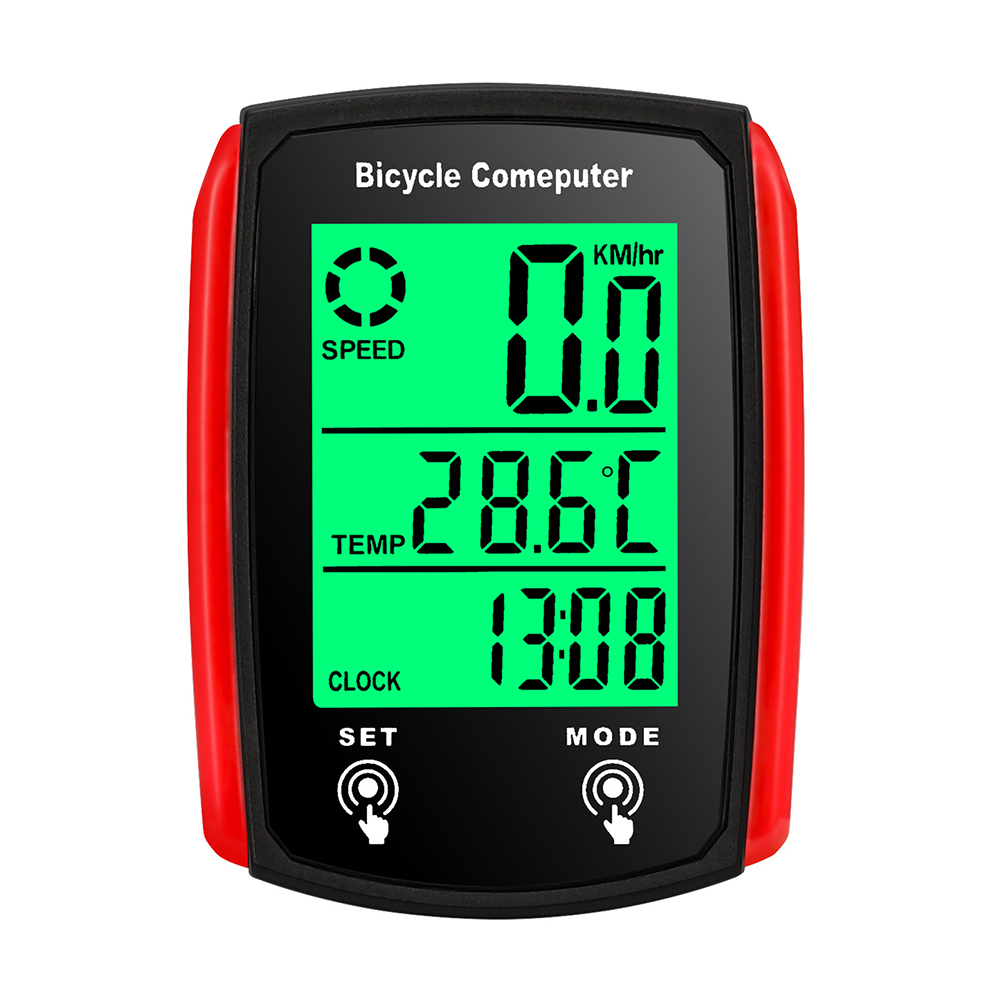 Bicycle Comeputer
KM/hr
0.0
SPEED
TEMP 28.6°C
CLOCK 13:08
SET MODE